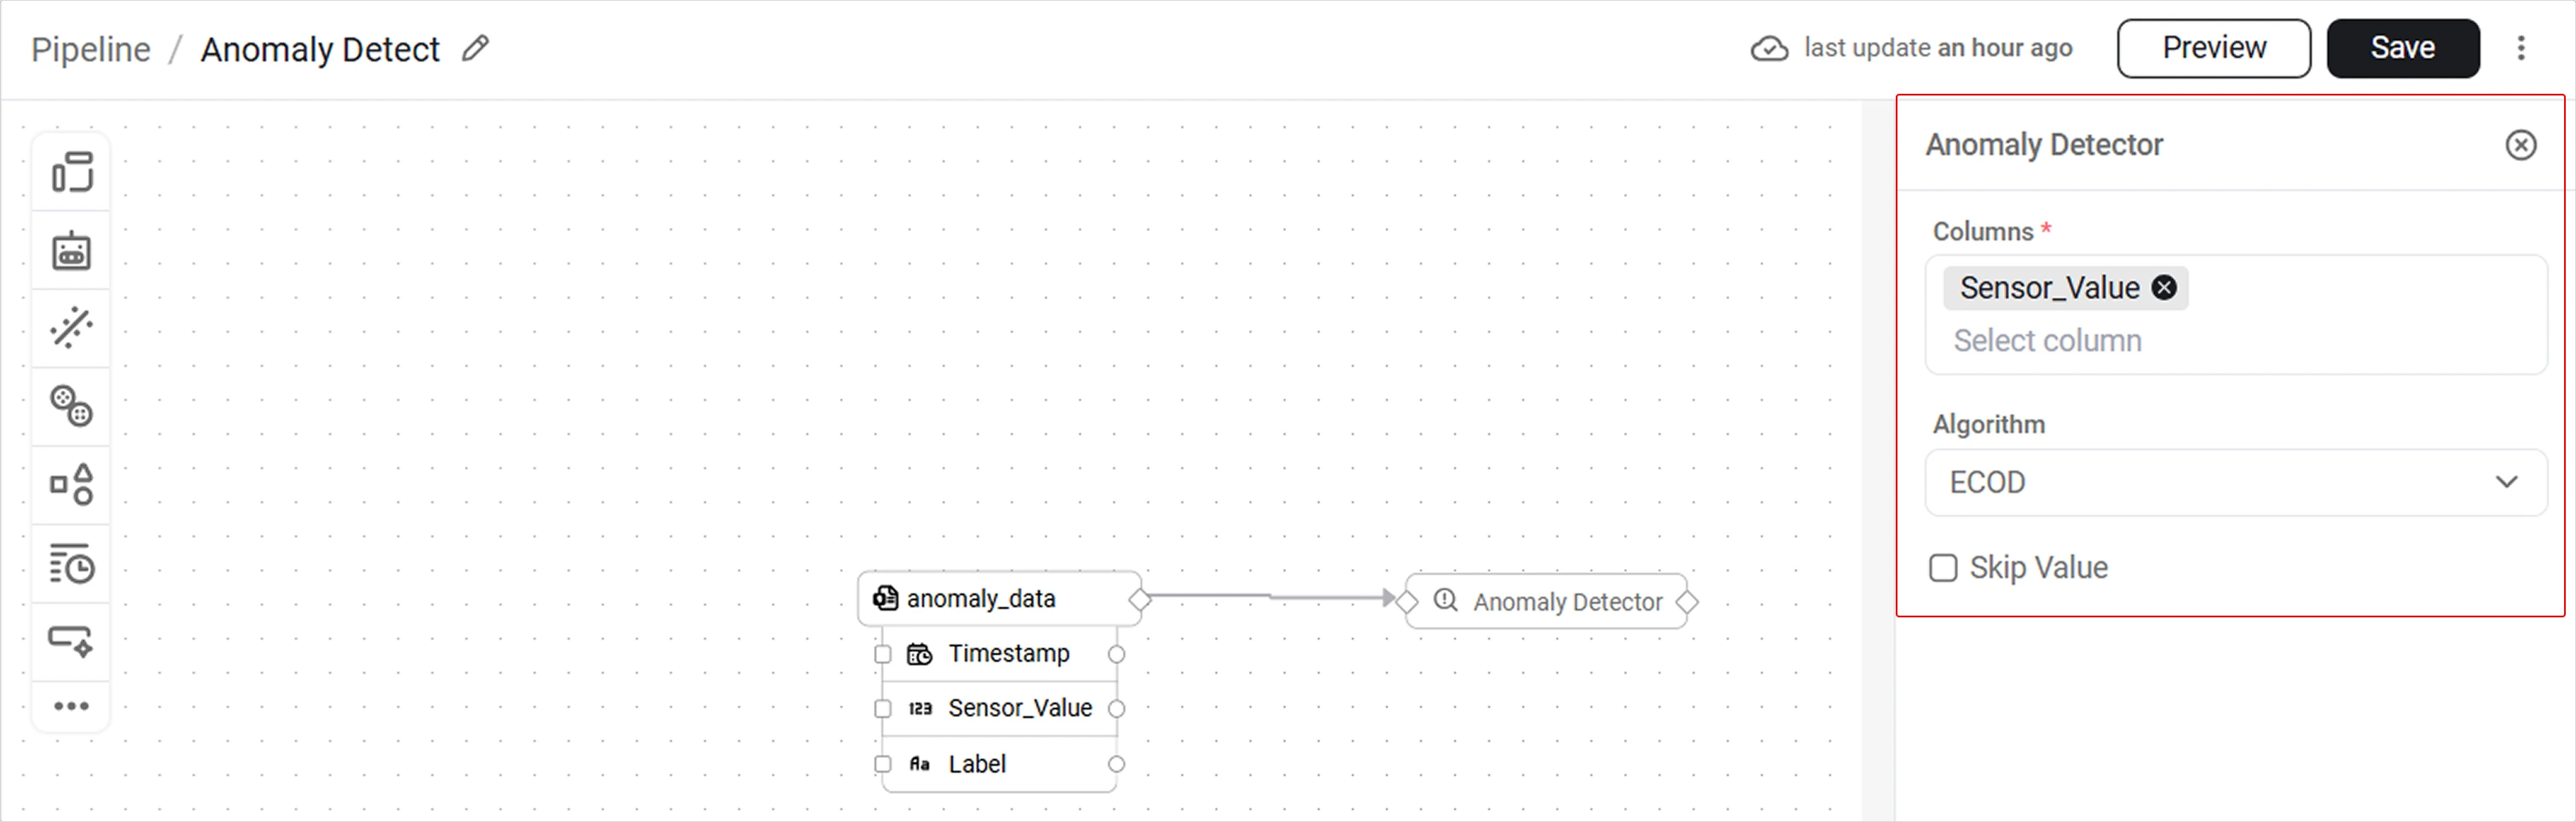 Pipeline / Anomaly Detect
last update an hour ago
Preview
Save
Anomaly Detector
Columns *
Sensor_Value
Select column
Algorithm
ECOD
Skip Value
anomaly_data
Anomaly Detector
Timestamp
123 Sensor_Value
Aa Label